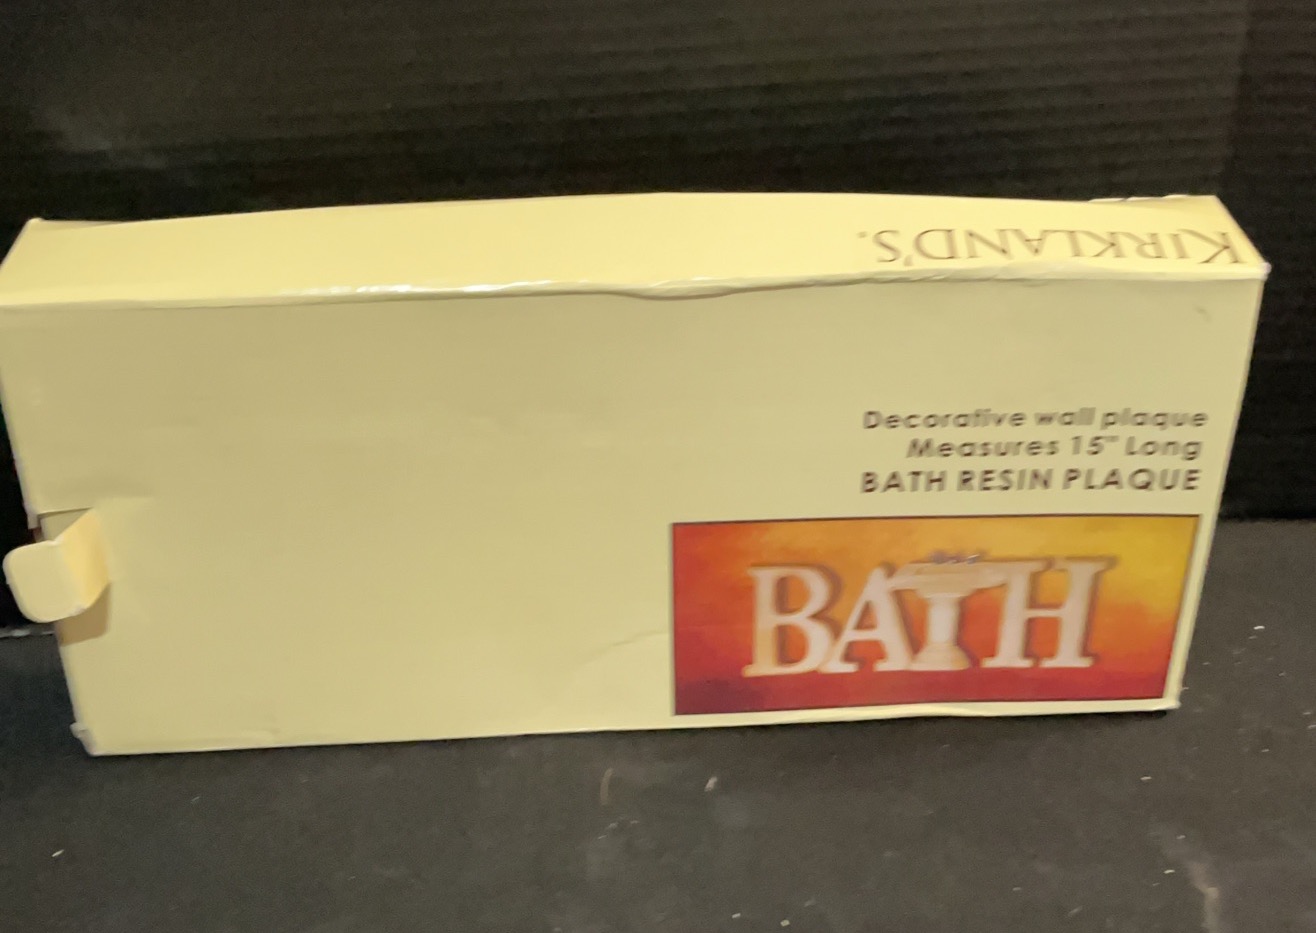 KIRKLAND'S.
Decorative wall plaque
Measures 15" Long
BATH RESIN PLAQUE
BATH